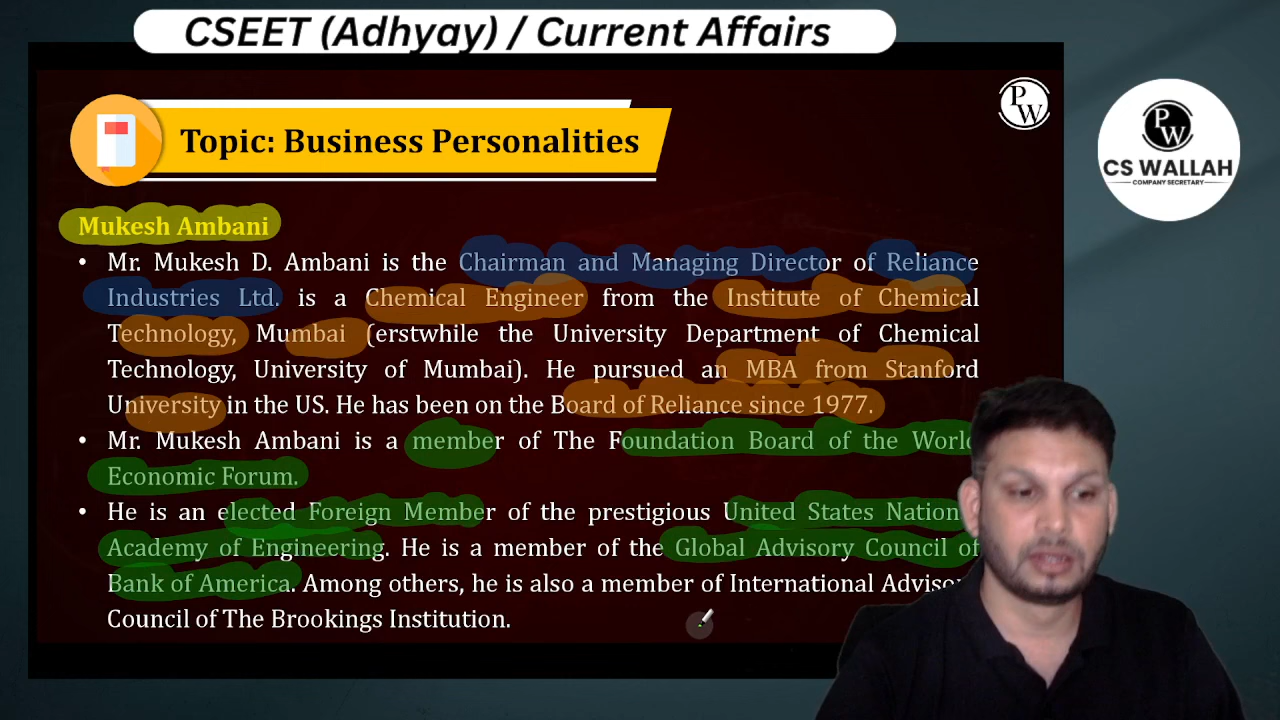 CSEET (Adhyay) / Current Affairs
Topic: Business Personalities
PW
PW
CS WALLAH
COMPANY SECRETARY
Mukesh Ambani
• Mr. Mukesh D. Ambani is the Chairman and Managing Director of Reliance
Industries Ltd. is a Chemical Engineer from the Institute of Chemical
Technology, Mumbai (erstwhile the University Department of Chemical
Technology, University of Mumbai). He pursued an MBA from Stanford
University in the US. He has been on the Board of Reliance since 1977.
• Mr. Mukesh Ambani is a member of The Foundation Board of the World
Economic Forum.
• He is an elected Foreign Member of the prestigious United States Nation
Academy of Engineering. He is a member of the Global Advisory Council of
Bank of America. Among others, he is also a member of International Adviso
Council of The Brookings Institution.